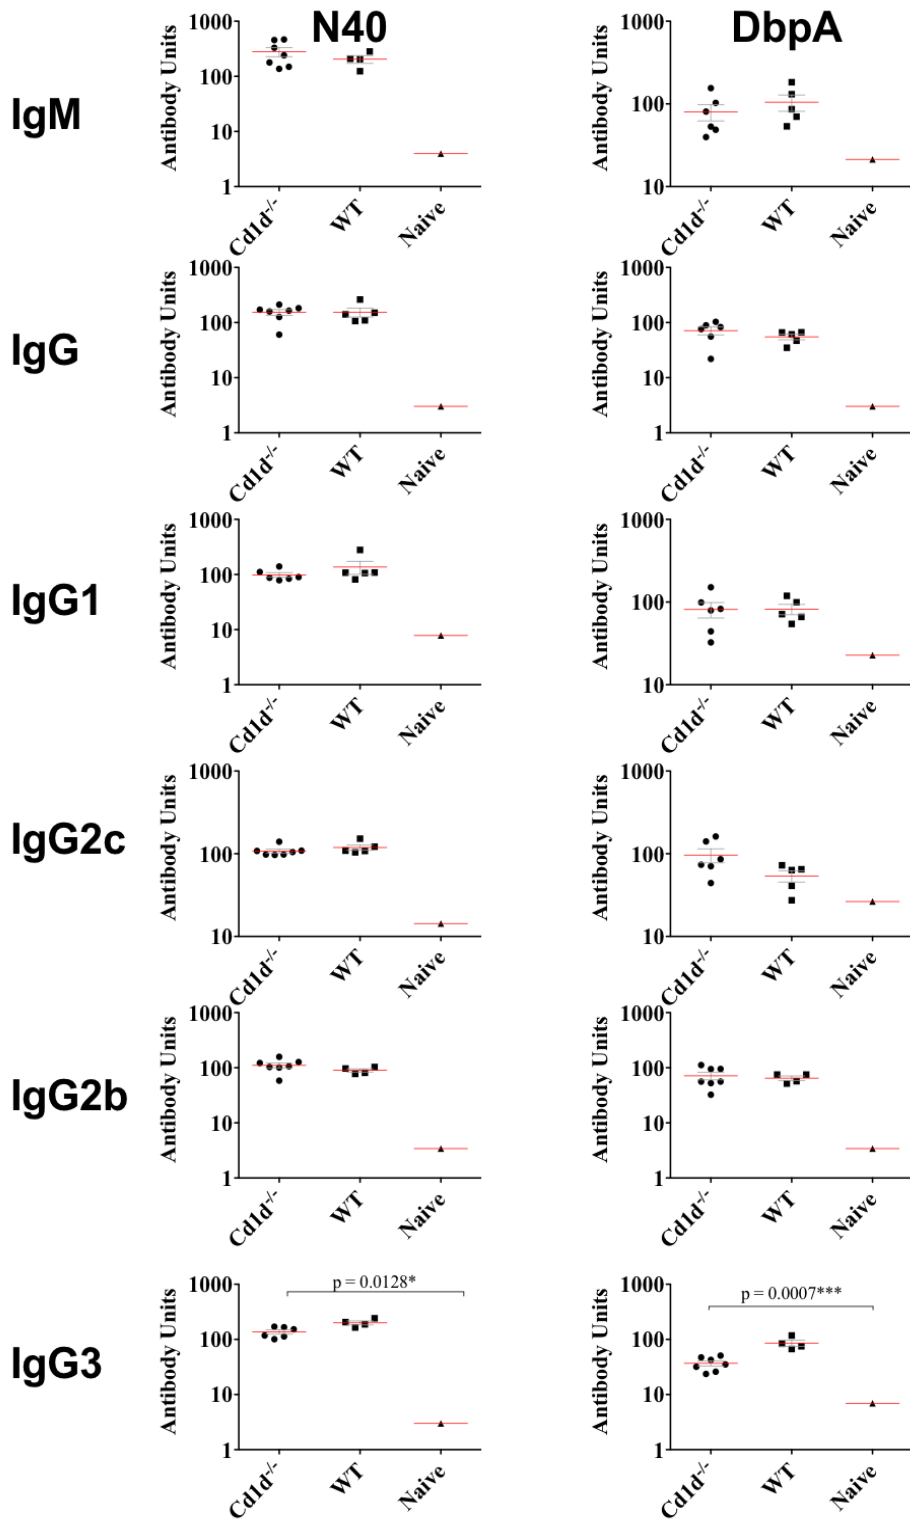 N40
DbpA
IgM
Antibody Units
1000
100
10
1
Cd1d-/-
WT
Naive
Antibody Units
1000
100
10
Cd1d-/-
WT
Naive
IgG
Antibody Units
1000
100
10
1
Cd1d-/-
WT
Naive
Antibody Units
1000
100
10
1
Cd1d-/-
WT
Naive
IgG1
Antibody Units
1000
100
10
1
Cd1d-/-
WT
Naive
Antibody Units
1000
100
10
Cd1d-/-
WT
Naive
IgG2c
Antibody Units
1000
100
10
Cd1d-/-
WT
Naive
Antibody Units
1000
100
10
Cd1d-/-
WT
Naive
IgG2b
Antibody Units
1000
100
10
1
Cd1d-/-
WT
Naive
Antibody Units
1000
100
10
1
Cd1d-/-
WT
Naive
IgG3
Antibody Units
1000
100
10
1
p = 0.0128*
Cd1d-/-
WT
Naive
Antibody Units
1000
100
10
1
p = 0.0007***
Cd1d-/-
WT
Naive